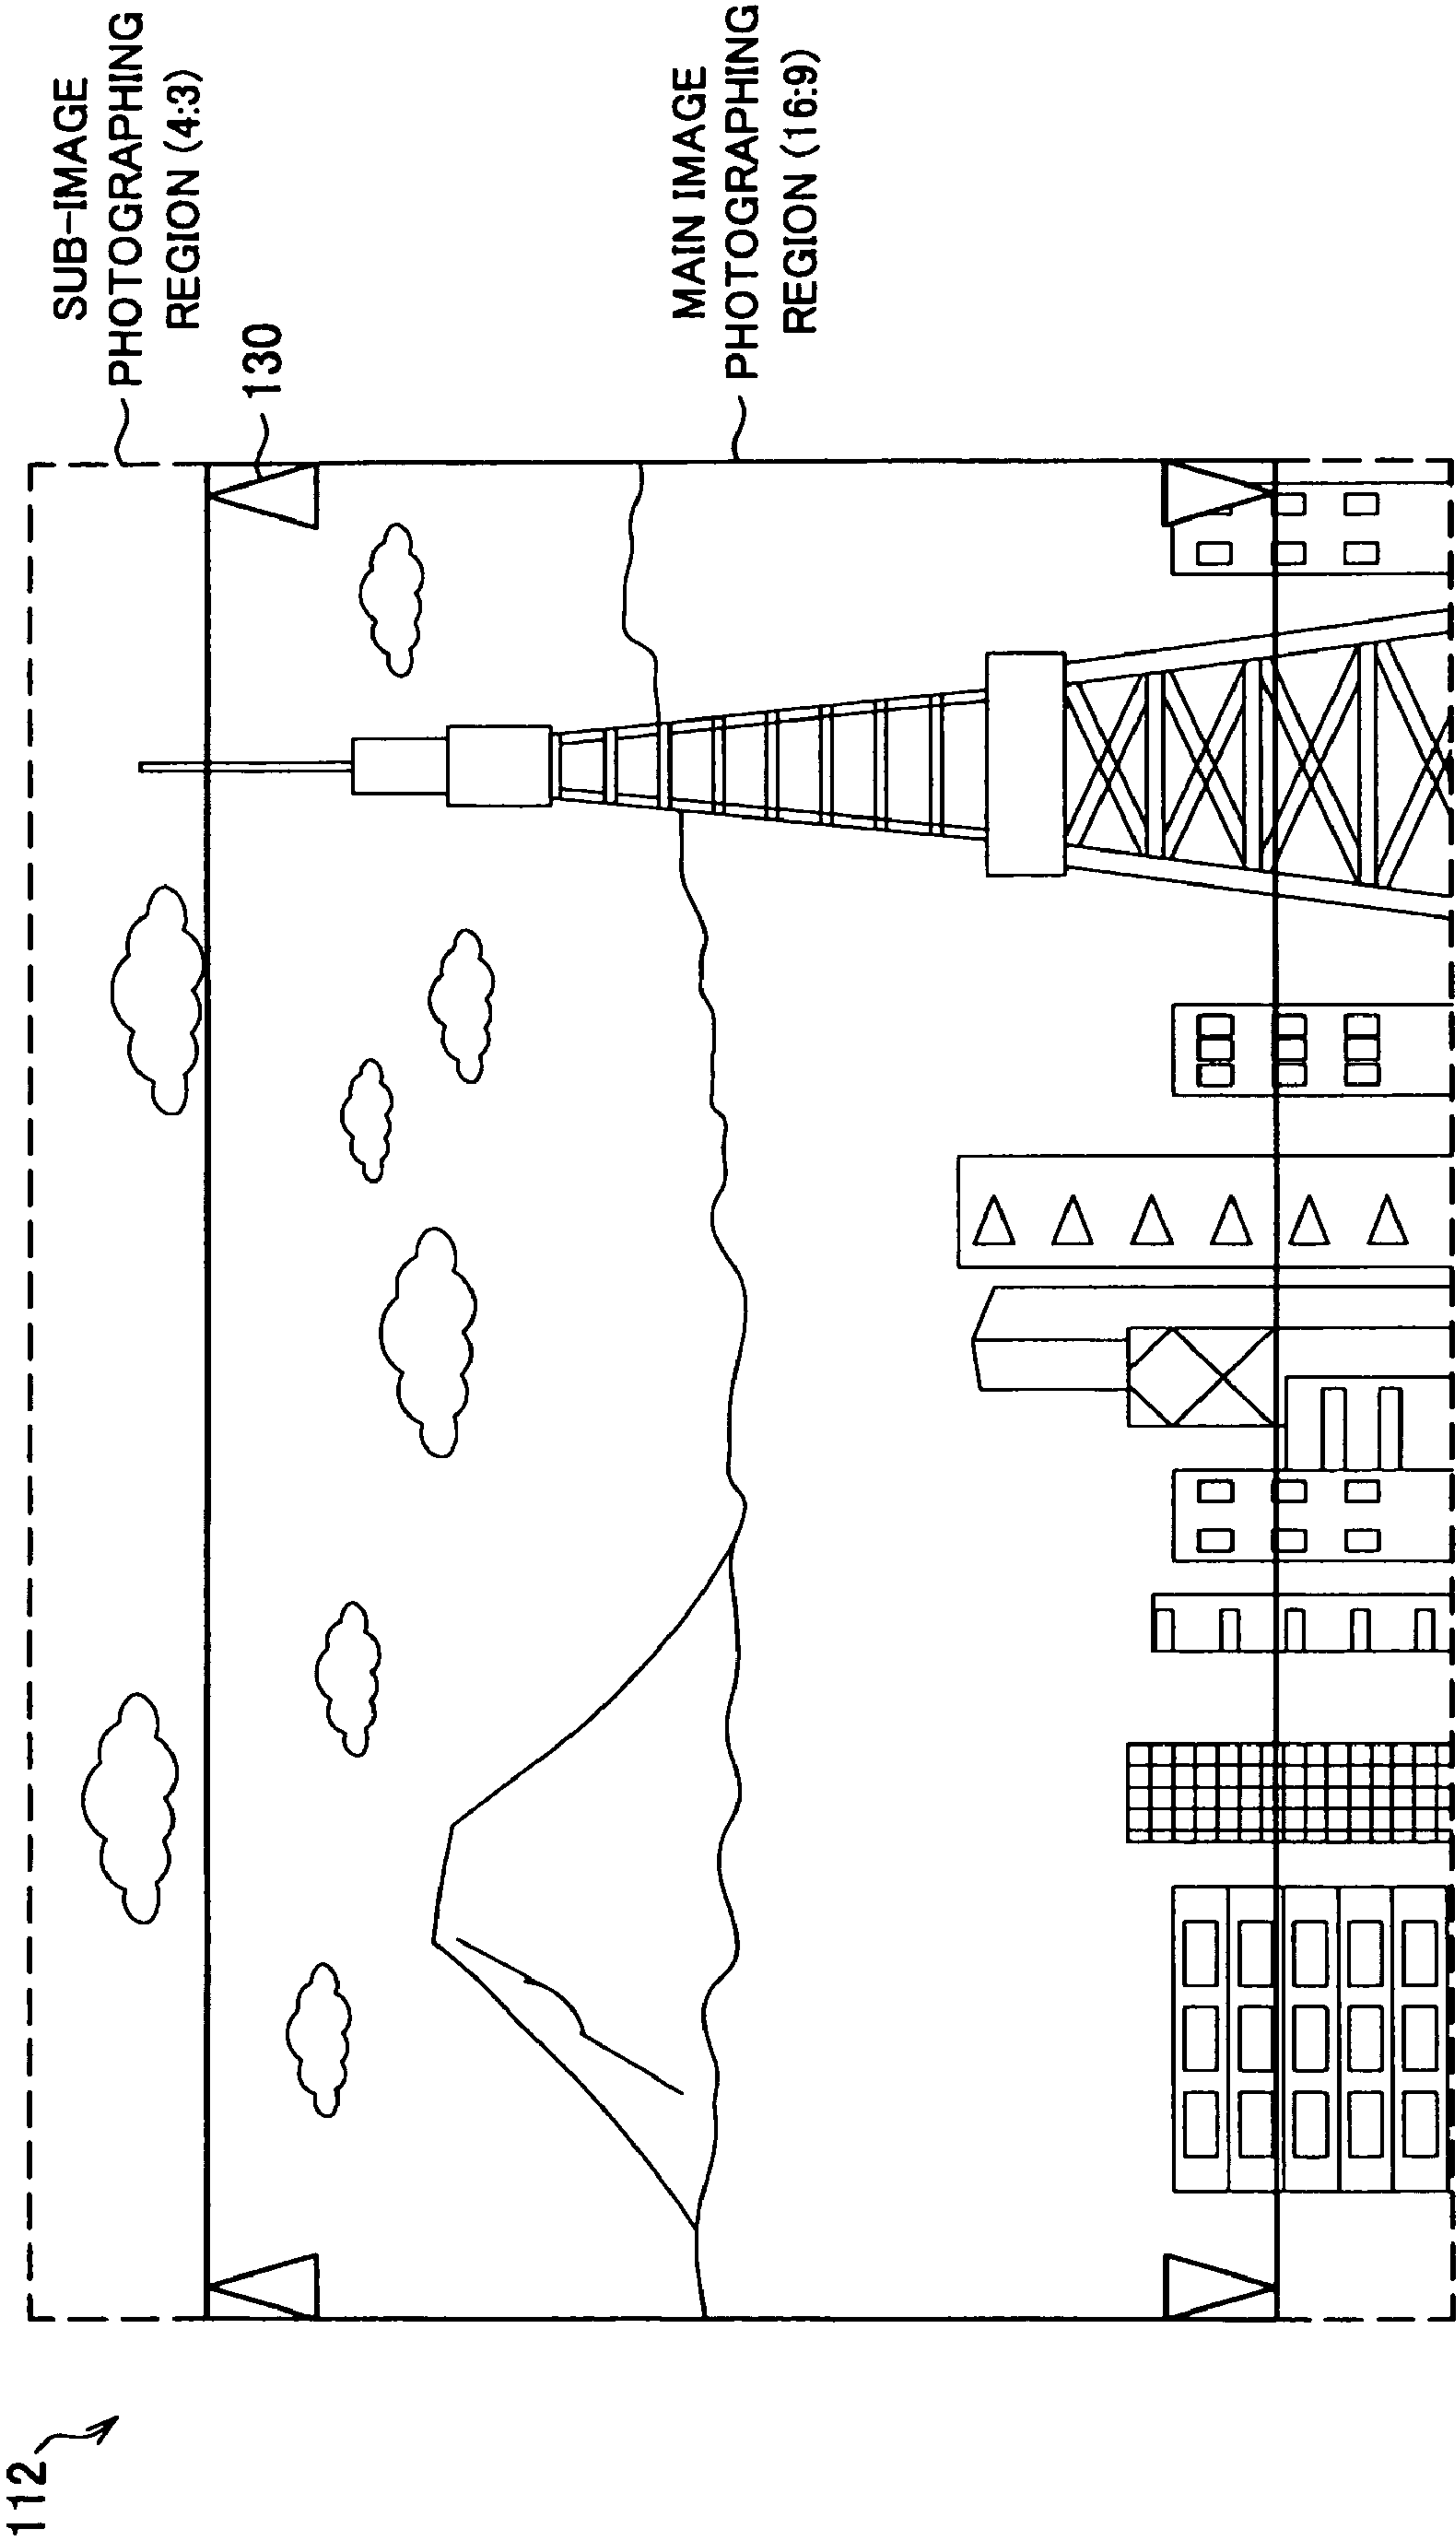 SUB-IMAGE
PHOTOGRAPHING
REGION (4:3)
130
MAIN IMAGE
PHOTOGRAPHING
REGION (16:9)
112